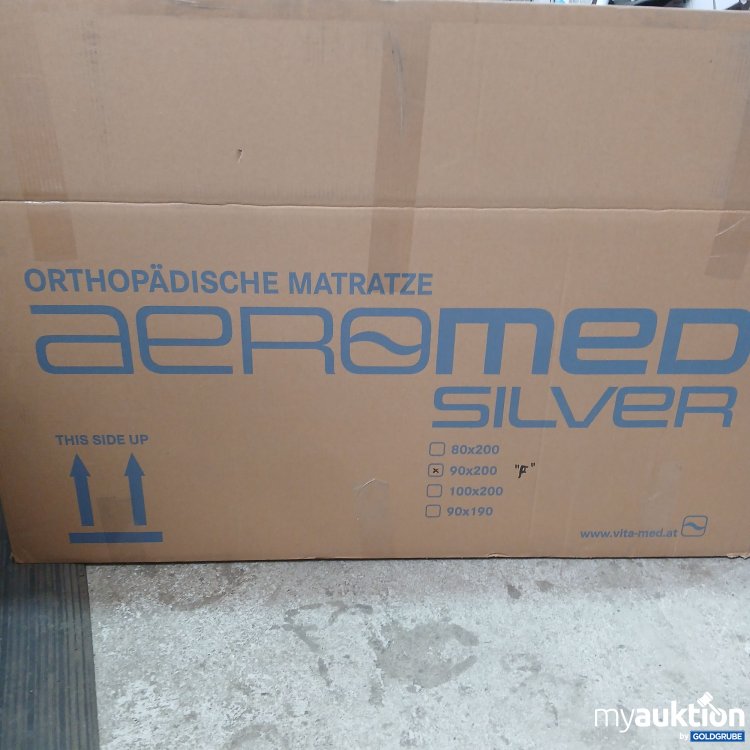 ORTHOPÄDISCHE MATRATZE
aeromed
SILVER
THIS SIDE UP
80x200
90x200 "F"
100x200
90x190
www.vita-med.at
myauktion
by GOLDGRUBE